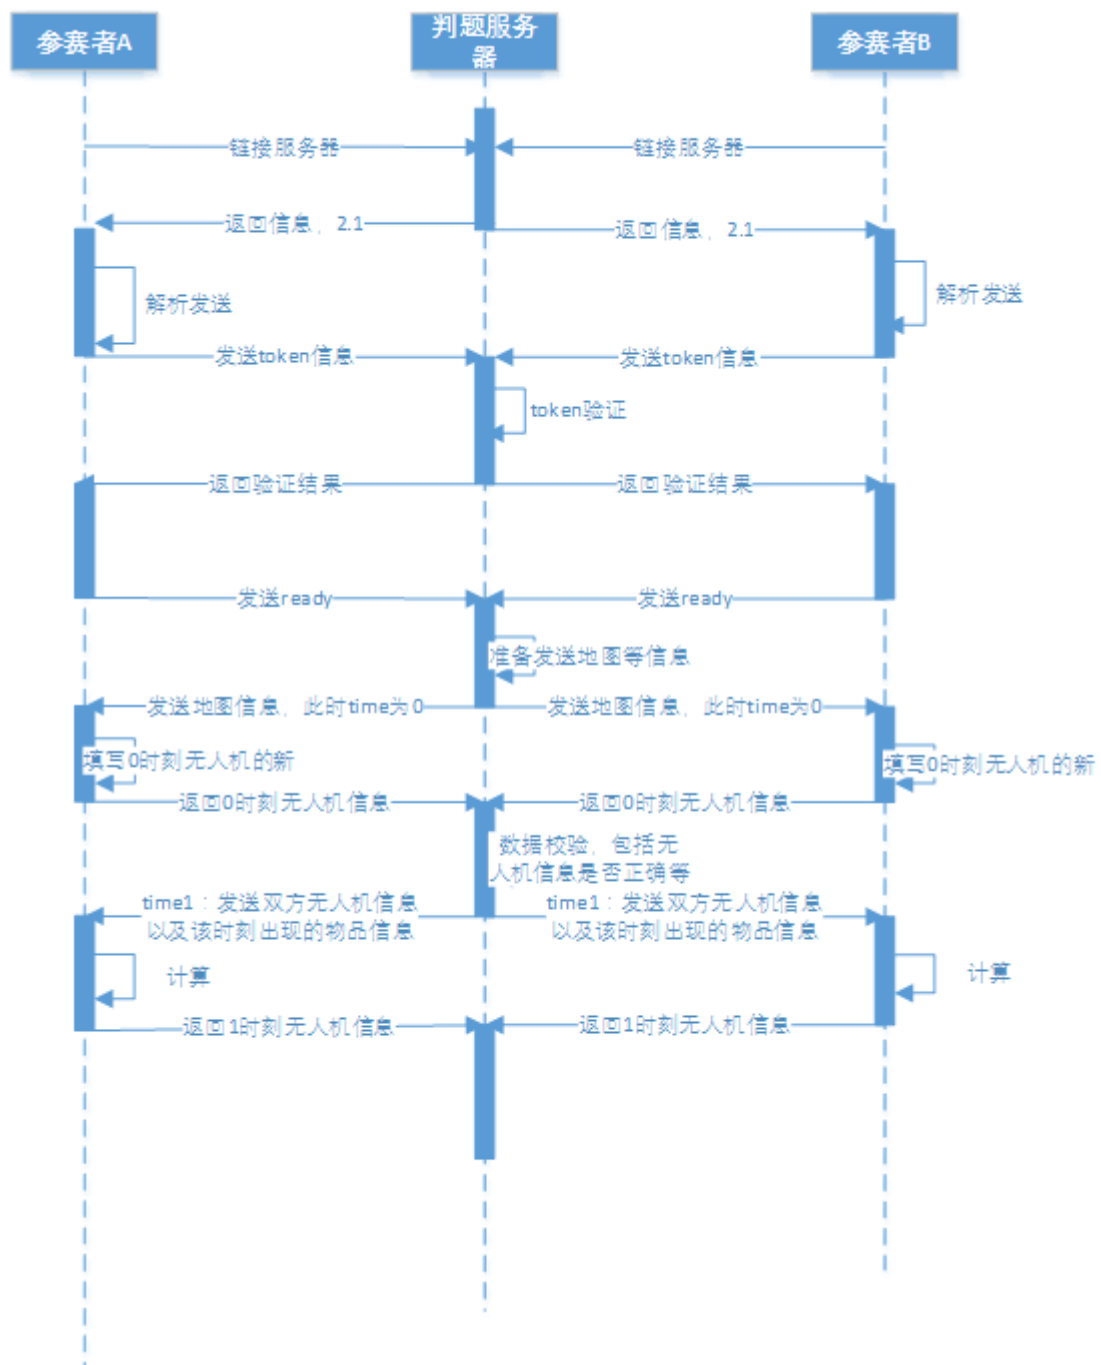 参赛者A
判题服务
器
参赛者B
链接服务器
链接服务器
返回信息，2.1
返回信息，2.1
解析发送
解析发送
发送token信息
发送token信息
token验证
返回验证结果
返回验证结果
发送ready
发送ready
准备发送地图等信息
发送地图信息，此时time为0
发送地图信息，此时time为0
填写0时刻无人机的新
填写0时刻无人机的新
返回0时刻无人机信息
返回0时刻无人机信息
数据校验，包括无
人机信息是否正确等
time1：发送双方无人机信息
以及该时刻出现的物品信息
time1：发送双方无人机信息
以及该时刻出现的物品信息
计算
计算
返回1时刻无人机信息
返回1时刻无人机信息